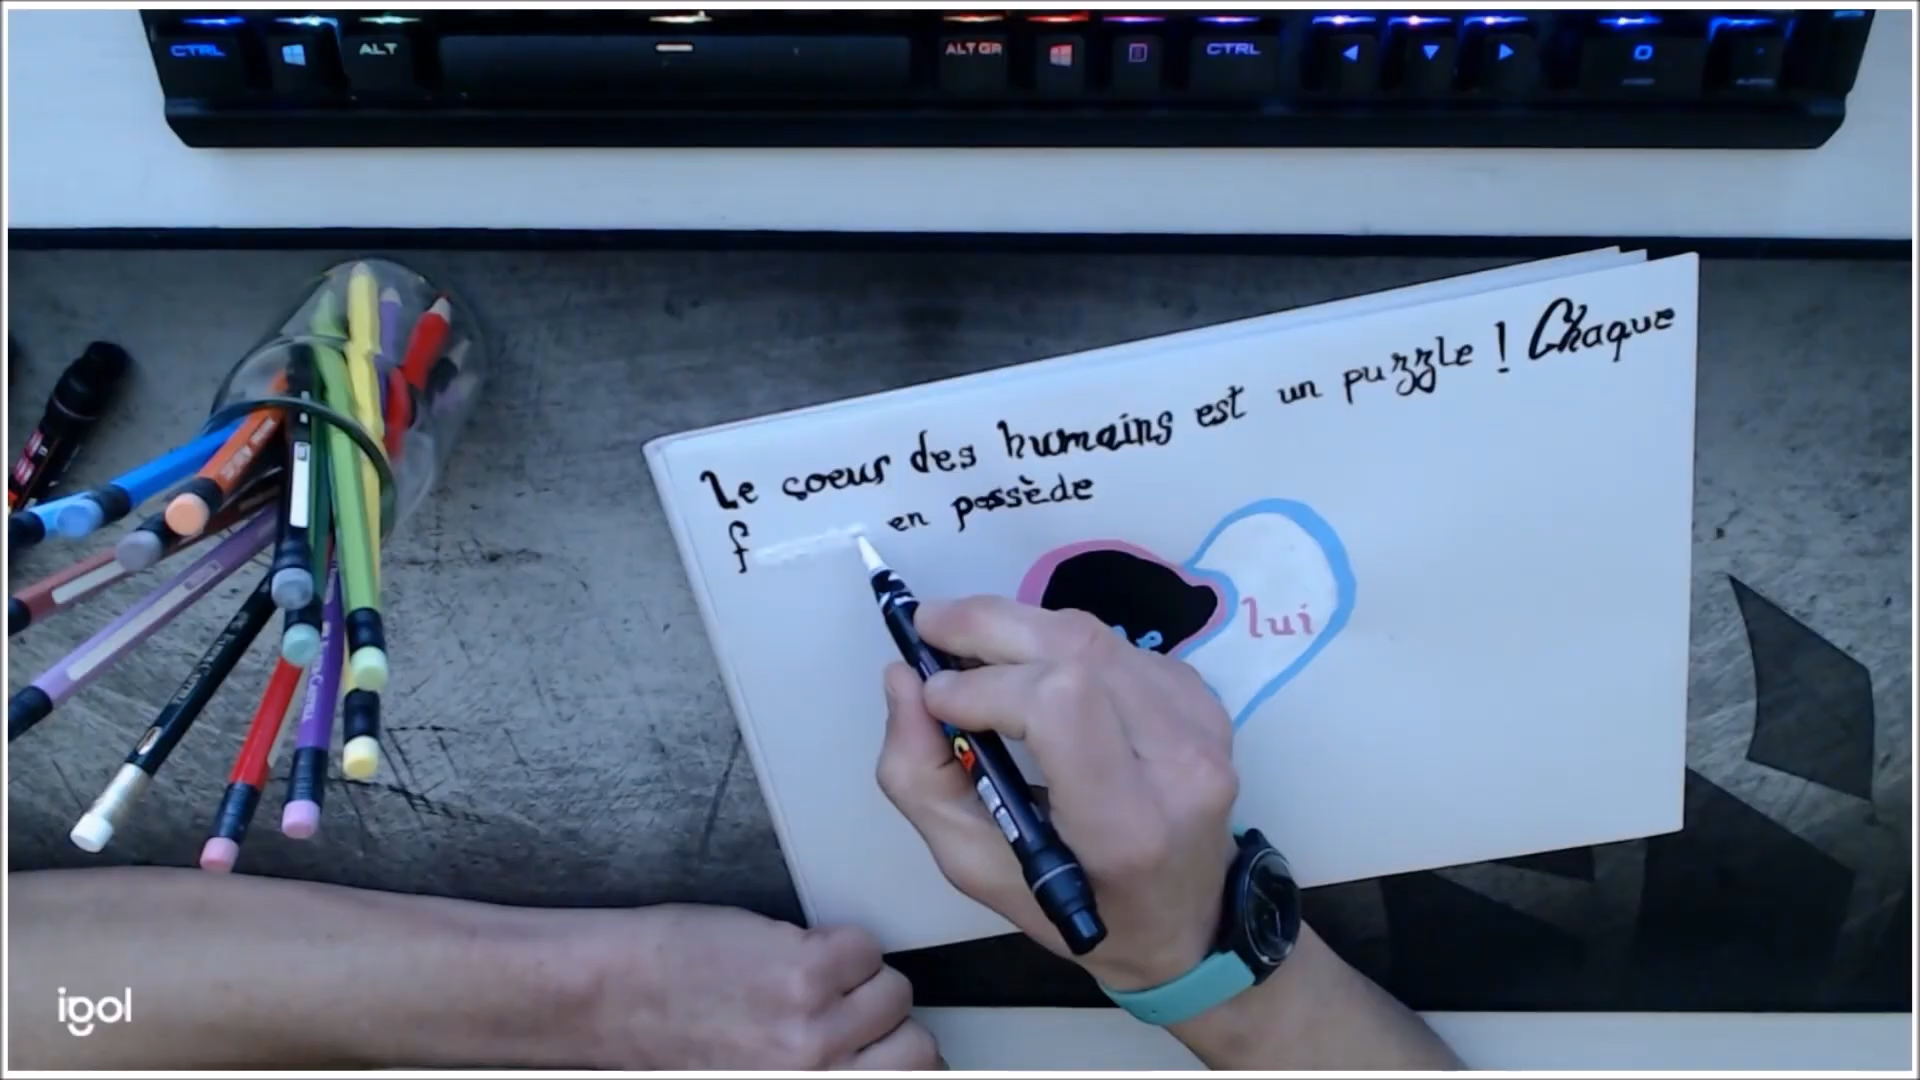 CTRL ALT ALT GR CTRL
Le coeur des humains est un puzzle ! Chaque
f en possède
lui
igol